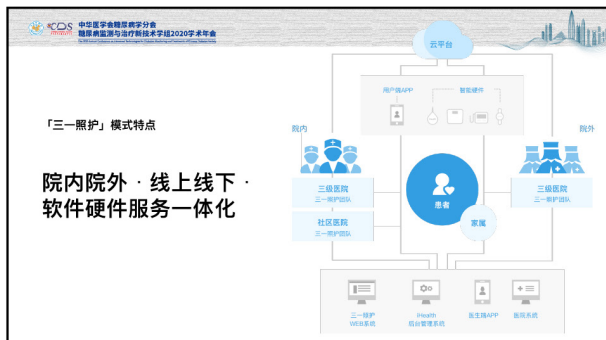 CDS
中华医学会糖尿病学分会
糖尿病监测与治疗新技术学组2020学术年会
「三一照护」模式特点
院内院外 · 线上线下 ·
软件硬件服务一体化
云平台
用户端APP
智能硬件
院内
院外
三级医院
三一照护团队
社区医院
三一照护团队
患者
家属
三级医院
三一照护团队
三一照护
WEB系统
iHealth
后台管理系统
医生端APP
医院系统